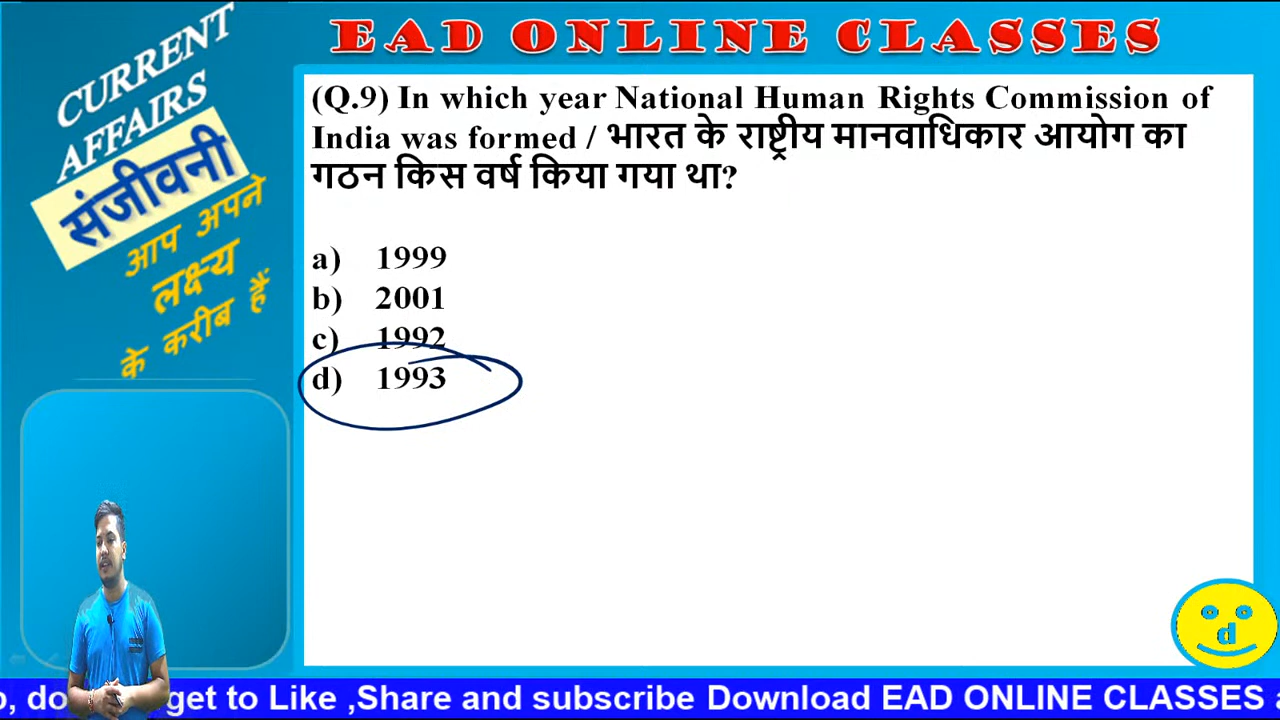 CURRENT
AFFAIRS
संजीवनी
आप अपने
लक्ष्य
के करीब हैं
EAD ONLINE CLASSES
(Q.9) In which year National Human Rights Commission of
India was formed / भारत के राष्ट्रीय मानवाधिकार आयोग का
गठन किस वर्ष किया गया था?
a) 1999
b) 2001
c) 1992
d) 1993
d
get to Like ,Share and subscribe Download EAD ONLINE CLASSES